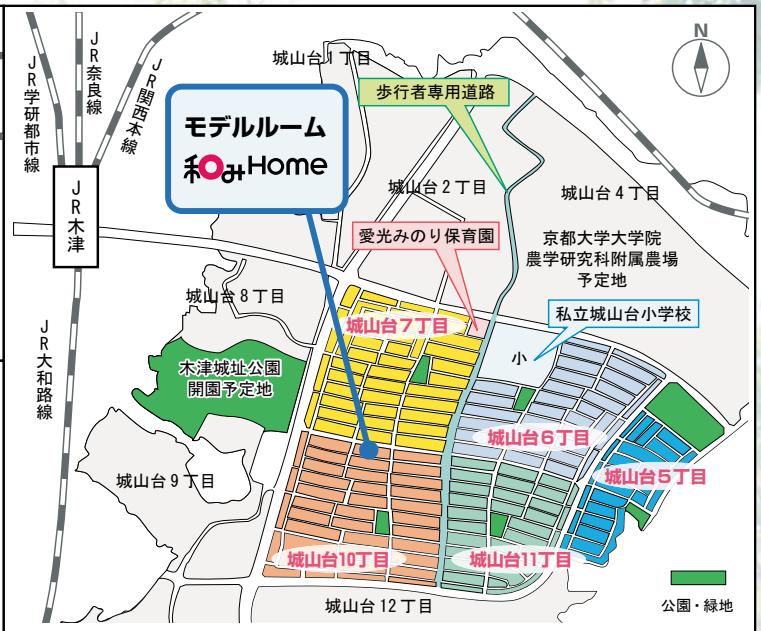 JR学研都市線
JR奈良線
JR関西本線
JR木津
JR大和路線
城山台1丁目
歩行者専用道路
N
モデルルーム
和みHome
城山台2丁目
城山台4丁目
愛光みのり保育園
京都大学大学院
農学研究科附属農場
予定地
城山台8丁目
私立城山台小学校
城山台7丁目
小
木津城址公園
開園予定地
城山台6丁目
城山台5丁目
城山台9丁目
城山台10丁目
城山台11丁目
城山台12丁目
公園・緑地